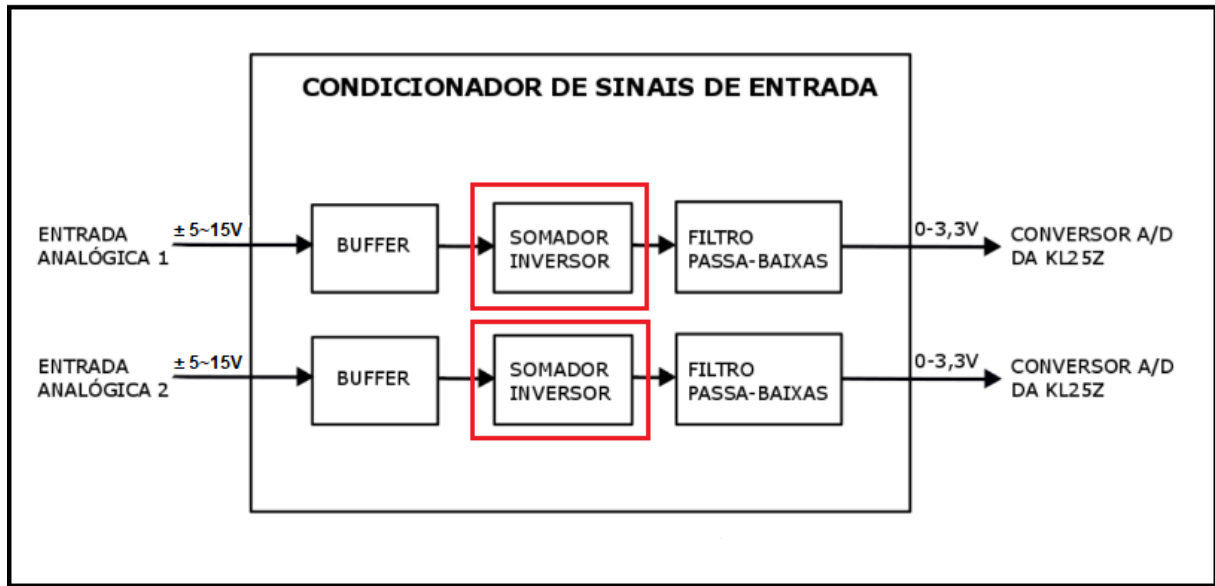 CONDICIONADOR DE SINAIS DE ENTRADA
ENTRADA
ANALÓGICA 1
± 5~15V
BUFFER
SOMADOR
INVERSOR
FILTRO
PASSA-BAIXAS
0-3,3V
CONVERSOR A/D
DA KL25Z
ENTRADA
ANALÓGICA 2
± 5~15V
BUFFER
SOMADOR
INVERSOR
FILTRO
PASSA-BAIXAS
0-3,3V
CONVERSOR A/D
DA KL25Z